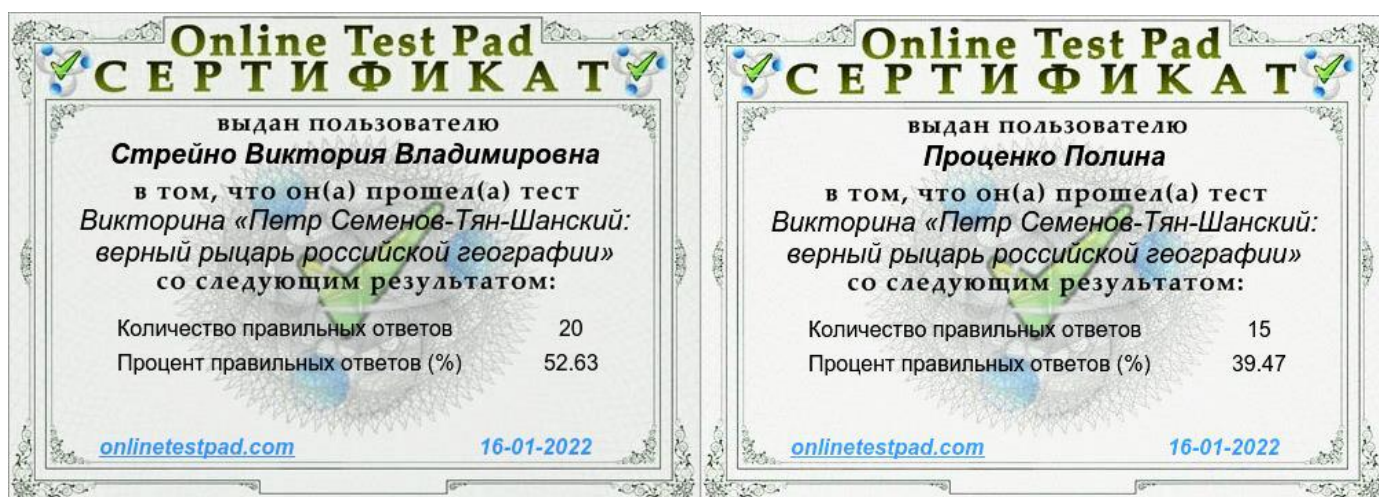 Online Test Pad
СЕРТИФИКАТ
выдан пользователю
Стрейно Виктория Владимировна
в том, что он(а) прошел(а) тест
Викторина «Петр Семенов-Тян-Шанский:
верный рыцарь российской географии»
со следующим результатом:
Количество правильных ответов 20
Процент правильных ответов (%) 52.63
onlinetestpad.com 16-01-2022
Online Test Pad
СЕРТИФИКАТ
выдан пользователю
Проценко Полина
в том, что он(а) прошел(а) тест
Викторина «Петр Семенов-Тян-Шанский:
верный рыцарь российской географии»
со следующим результатом:
Количество правильных ответов 15
Процент правильных ответов (%) 39.47
onlinetestpad.com 16-01-2022